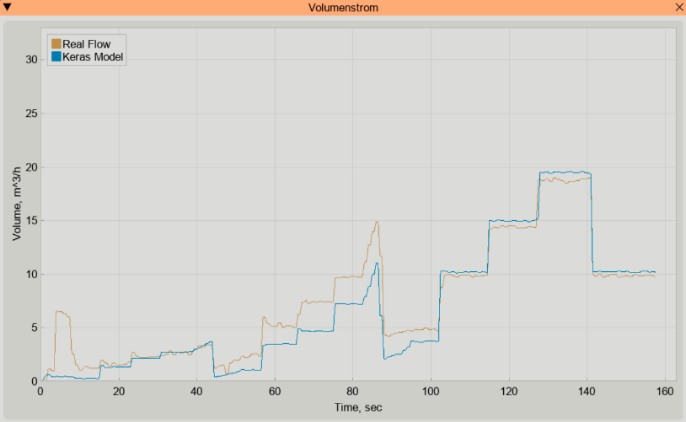 ▼ Volumenstrom ✕
Real Flow
Keras Model
30
25
20
15
10
5
0
Volume, m^3/h
0 20 40 60 80 100 120 140 160
Time, sec